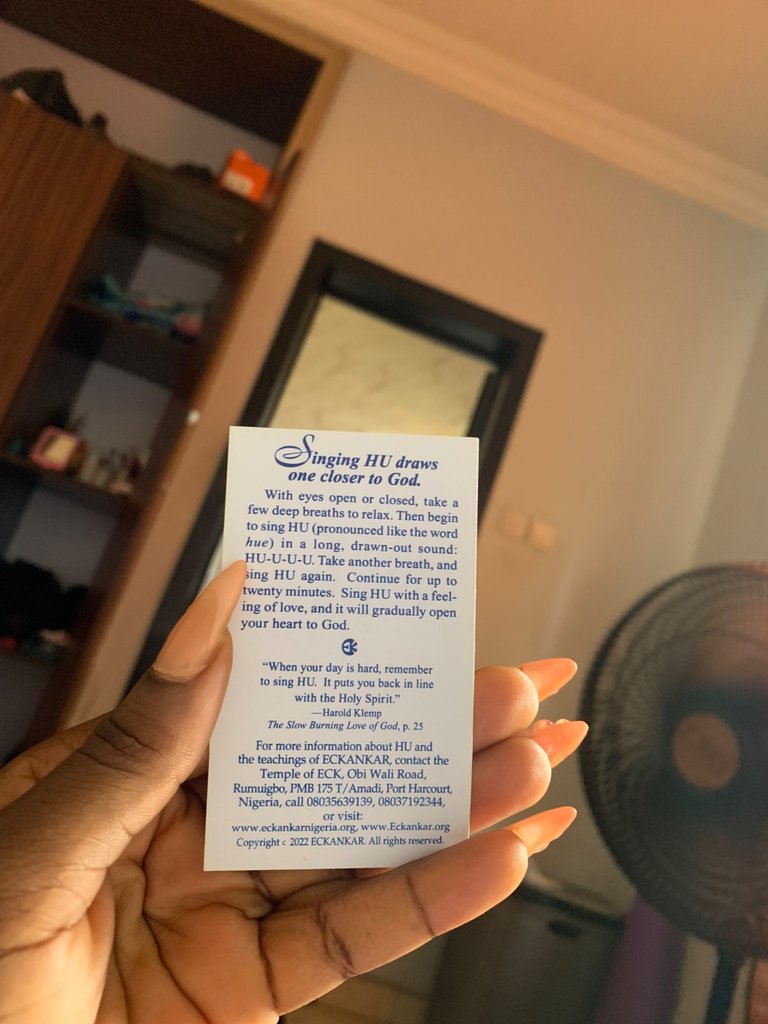 Singing HU draws
one closer to God.
With eyes open or closed, take a
few deep breaths to relax. Then begin
to sing HU (pronounced like the word
hue) in a long, drawn-out sound:
HU-U-U-U. Take another breath, and
sing HU again. Continue for up to
twenty minutes. Sing HU with a feel-
ing of love, and it will gradually open
your heart to God.
“When your day is hard, remember
to sing HU. It puts you back in line
with the Holy Spirit.”
—Harold Klemp
The Slow Burning Love of God, p. 25
For more information about HU and
the teachings of ECKANKAR, contact the
Temple of ECK, Obi Wali Road,
Rumuigbo, PMB 175 T/Amadi, Port Harcourt,
Nigeria, call 08035639139, 08037192344,
or visit:
www.eckankarnigeria.org, www.Eckankar.org
Copyright c 2022 ECKANKAR. All rights reserved.